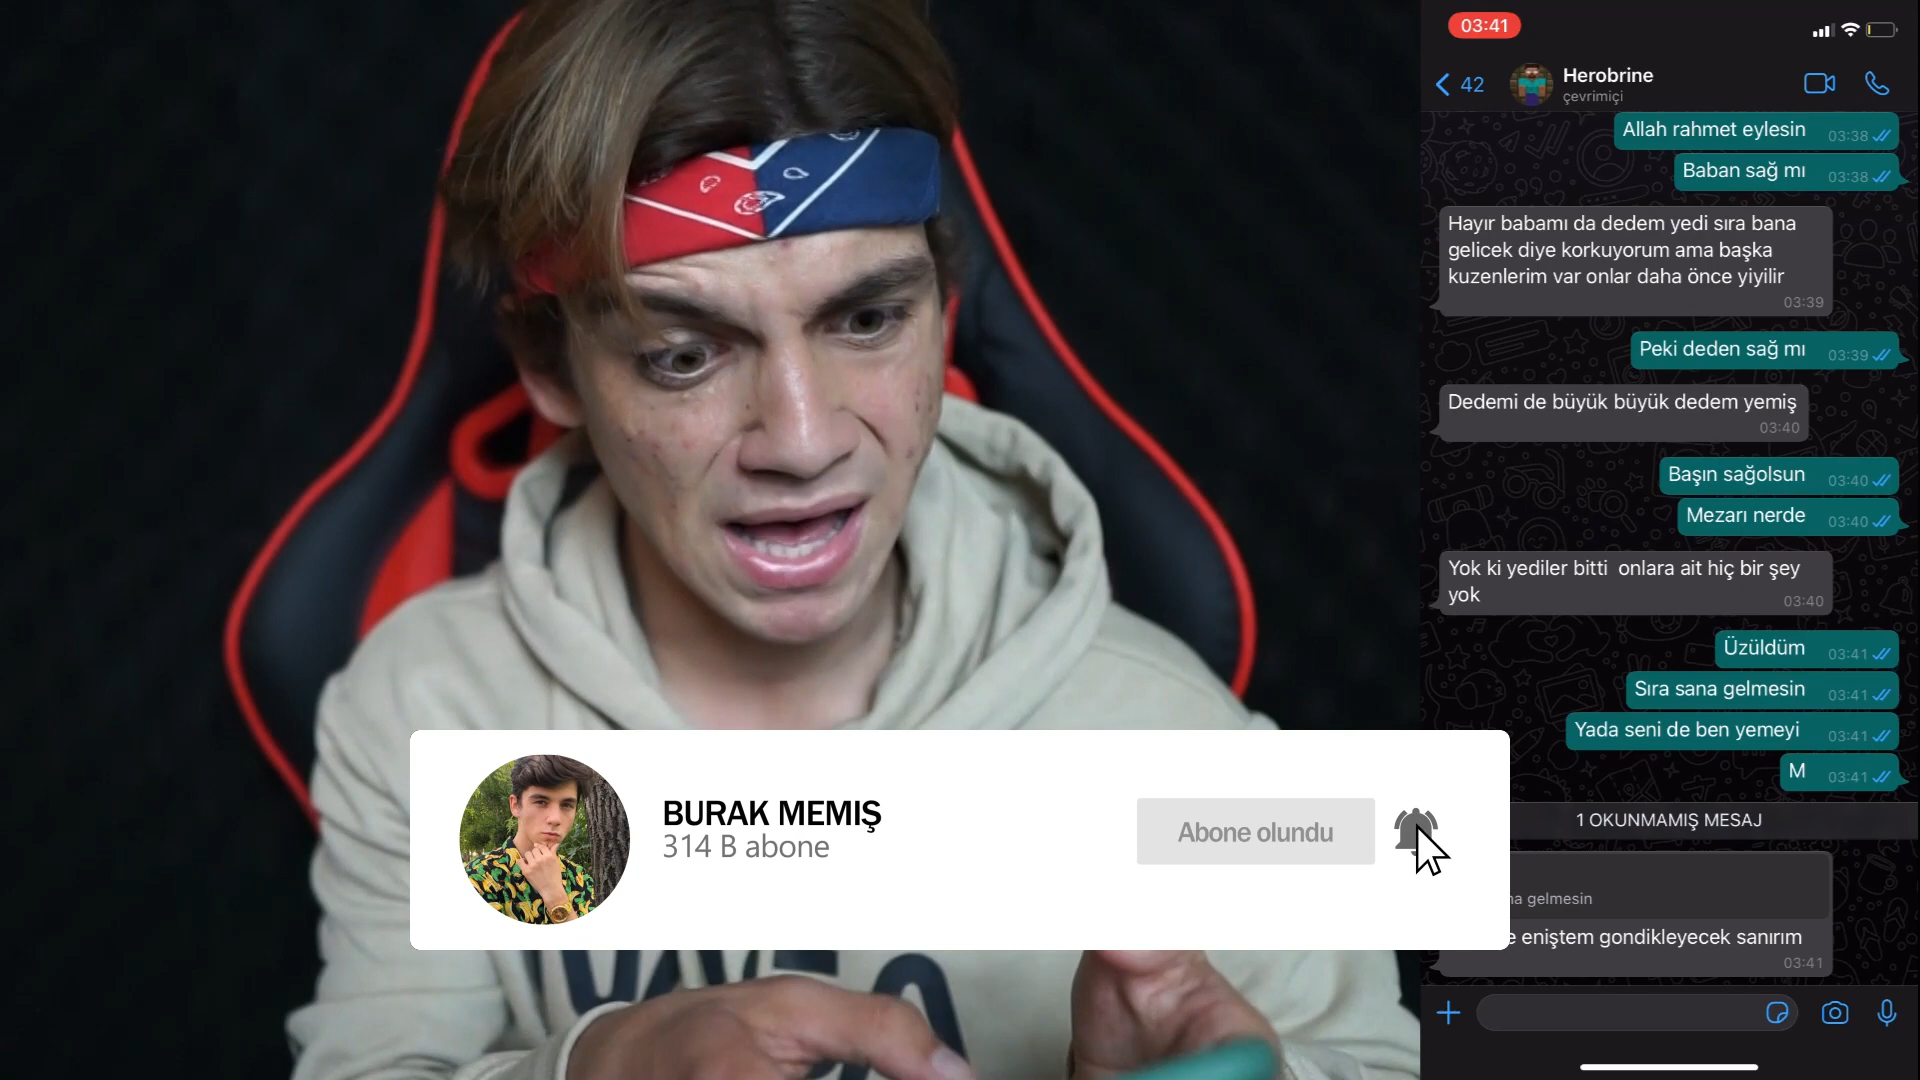 03:41
42
Herobrine
çevrimiçi
Allah rahmet eylesin 03:38
Baban sağ mı 03:38
Hayır babamı da dedem yedi sıra bana
gelicek diye korkuyorum ama başka
kuzenlerim var onlar daha önce yiyilir
03:39
Peki deden sağ mı 03:39
Dedemi de büyük büyük dedem yemiş
03:40
Başın sağolsun 03:40
Mezarı nerde 03:40
Yok ki yediler bitti onlara ait hiç bir şey
yok 03:40
Üzüldüm 03:41
Sıra sana gelmesin 03:41
Yada seni de ben yemeyi 03:41
M 03:41
1 OKUNMAMIŞ MESAJ
gelmesin
eniştem gondikleyecek sanırım
03:41
BURAK MEMIŞ
314 B abone
Abone olundu